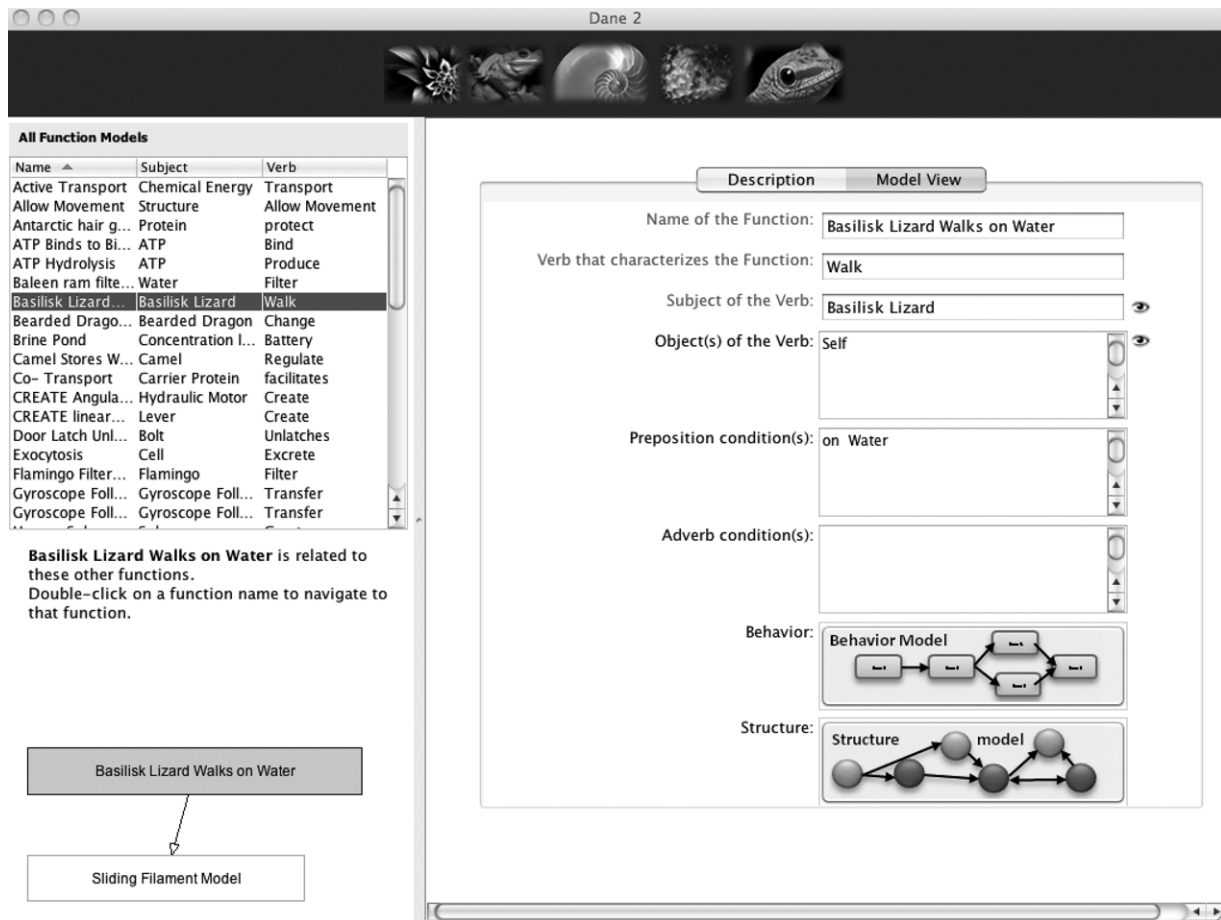 Dane 2
All Function Models
Name Subject Verb
Active Transport Chemical Energy Transport
Allow Movement Structure Allow Movement
Antarctic hair g... Protein protect
ATP Binds to Bi... ATP Bind
ATP Hydrolysis ATP Produce
Baleen ram filte... Water Filter
Basilisk Lizard... Basilisk Lizard Walk
Bearded Drago... Bearded Dragon Change
Brine Pond Concentration l... Battery
Camel Stores W... Camel Regulate
Co- Transport Carrier Protein facilitates
CREATE Angula... Hydraulic Motor Create
CREATE linear... Lever Create
Door Latch Unl... Bolt Unlatches
Exocytosis Cell Excrete
Flamingo Filter... Flamingo Filter
Gyroscope Foll... Gyroscope Foll... Transfer
Gyroscope Foll... Gyroscope Foll... Transfer
Basilisk Lizard Walks on Water is related to
these other functions.
Double-click on a function name to navigate to
that function.
Basilisk Lizard Walks on Water
Sliding Filament Model
Description Model View
Name of the Function: Basilisk Lizard Walks on Water
Verb that characterizes the Function: Walk
Subject of the Verb: Basilisk Lizard
Object(s) of the Verb: Self
Preposition condition(s): on Water
Adverb condition(s):
Behavior: Behavior Model
Structure: Structure model